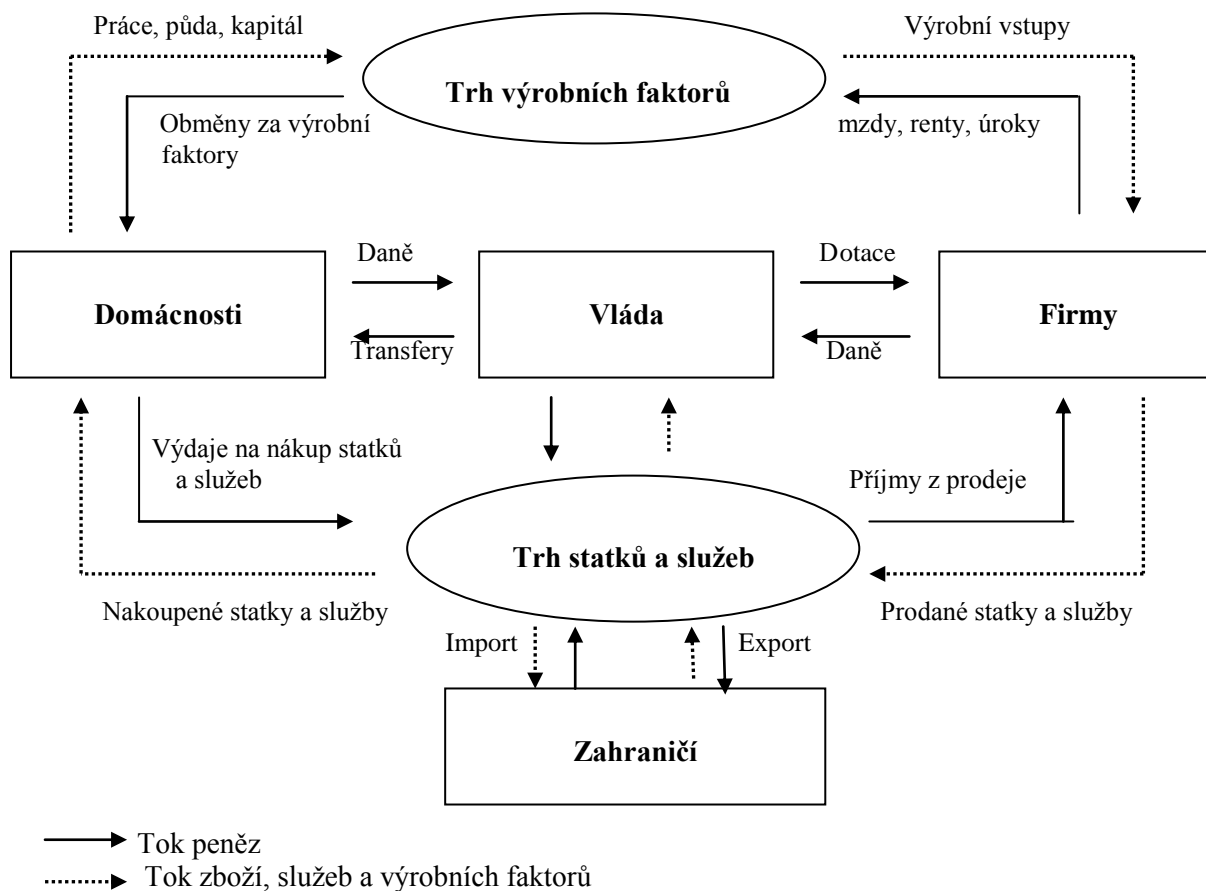 Práce, půda, kapitál
Výrobní vstupy
Trh výrobních faktorů
Obměny za výrobní
faktory
mzdy, renty, úroky
Daně
Dotace
Domácnosti
Vláda
Firmy
Transfery
Daně
Výdaje na nákup statků
a služeb
Příjmy z prodeje
Trh statků a služeb
Nakoupené statky a služby
Prodané statky a služby
Import
Export
Zahraničí
Tok peněz
Tok zboží, služeb a výrobních faktorů